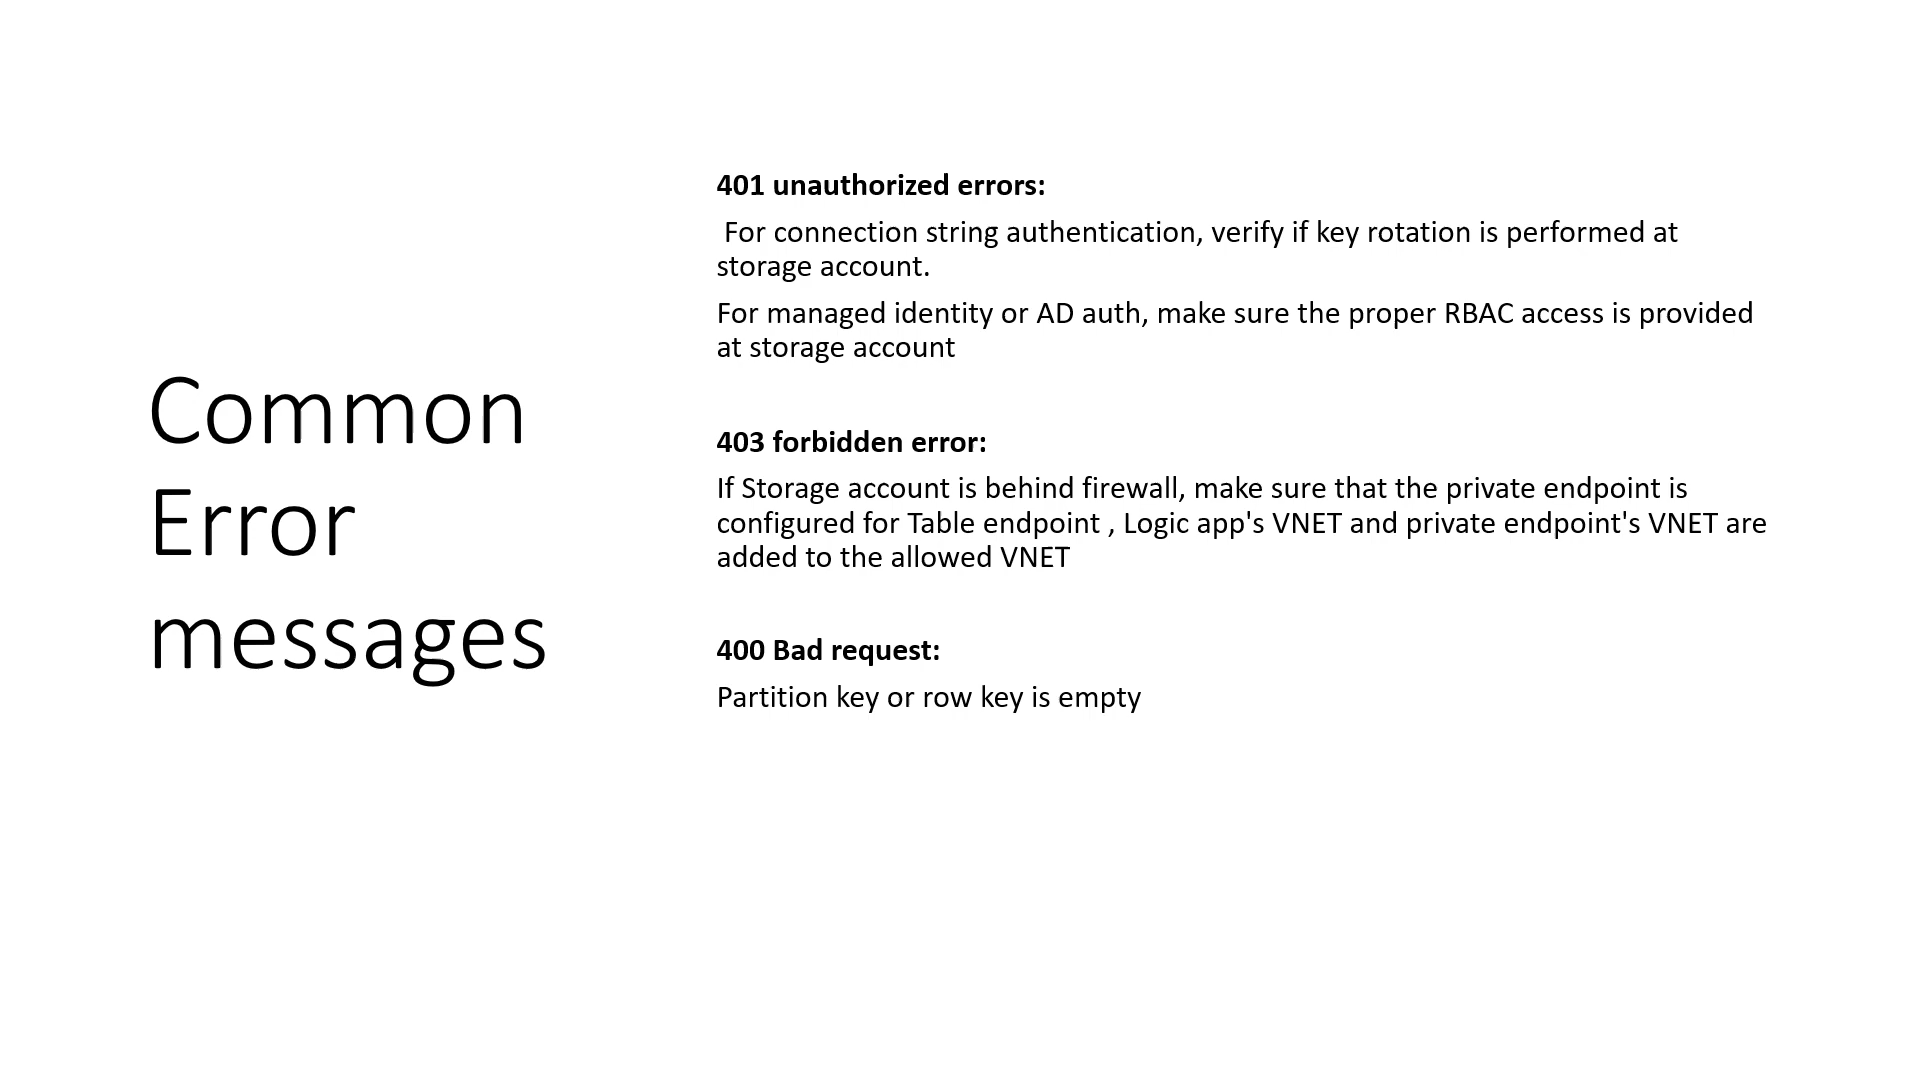 Common
Error
messages
401 unauthorized errors:
For connection string authentication, verify if key rotation is performed at
storage account.
For managed identity or AD auth, make sure the proper RBAC access is provided
at storage account
403 forbidden error:
If Storage account is behind firewall, make sure that the private endpoint is
configured for Table endpoint , Logic app's VNET and private endpoint's VNET are
added to the allowed VNET
400 Bad request:
Partition key or row key is empty